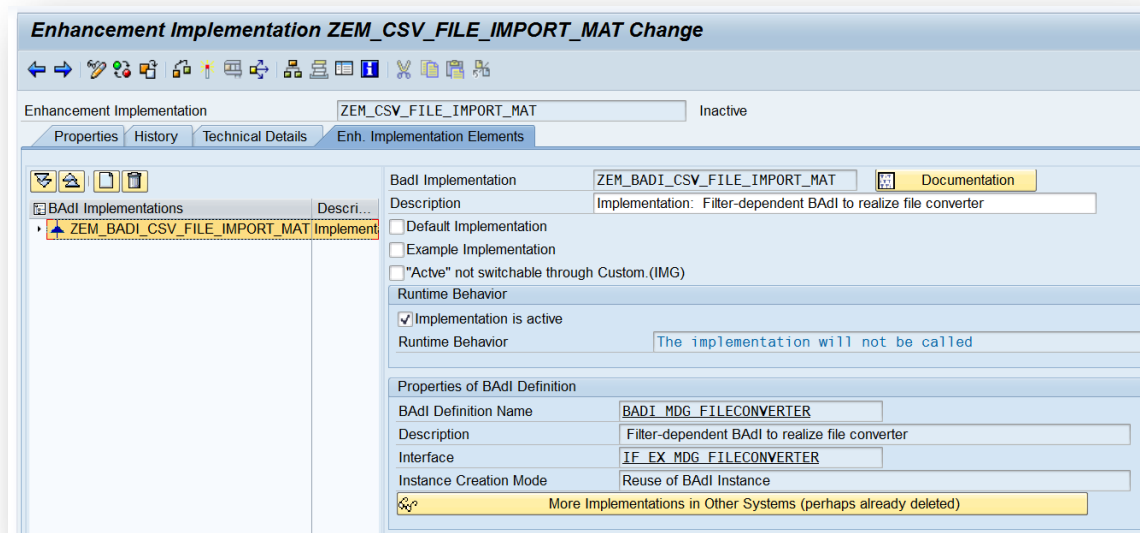 Enhancement Implementation ZEM_CSV_FILE_IMPORT_MAT Change
Enhancement Implementation ZEM_CSV_FILE_IMPORT_MAT Inactive
Properties History Technical Details Enh. Implementation Elements
BAdI Implementations Descri...
ZEM_BADI_CSV_FILE_IMPORT_MAT Implement
BadI Implementation ZEM_BADI_CSV_FILE_IMPORT_MAT Documentation
Description Implementation: Filter-dependent BAdI to realize file converter
Default Implementation
Example Implementation
"Actve" not switchable through Custom.(IMG)
Runtime Behavior
Implementation is active
Runtime Behavior The implementation will not be called
Properties of BAdI Definition
BAdI Definition Name BADI_MDG_FILECONVERTER
Description Filter-dependent BAdI to realize file converter
Interface IF_EX_MDG_FILECONVERTER
Instance Creation Mode Reuse of BAdI Instance
More Implementations in Other Systems (perhaps already deleted)